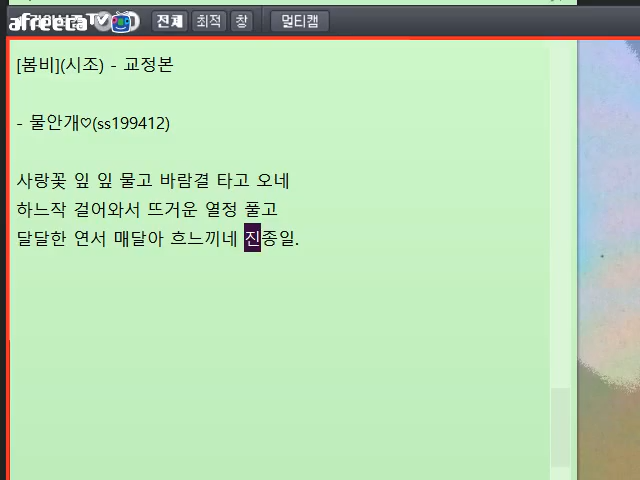 afreeca TV
전체 최적 창 멀티캠
[봄비](시조) - 교정본
- 물안개♡(ss199412)
사랑꽃 잎 잎 물고 바람결 타고 오네
하느작 걸어와서 뜨거운 열정 풀고
달달한 연서 매달아 흐느끼네 진종일.